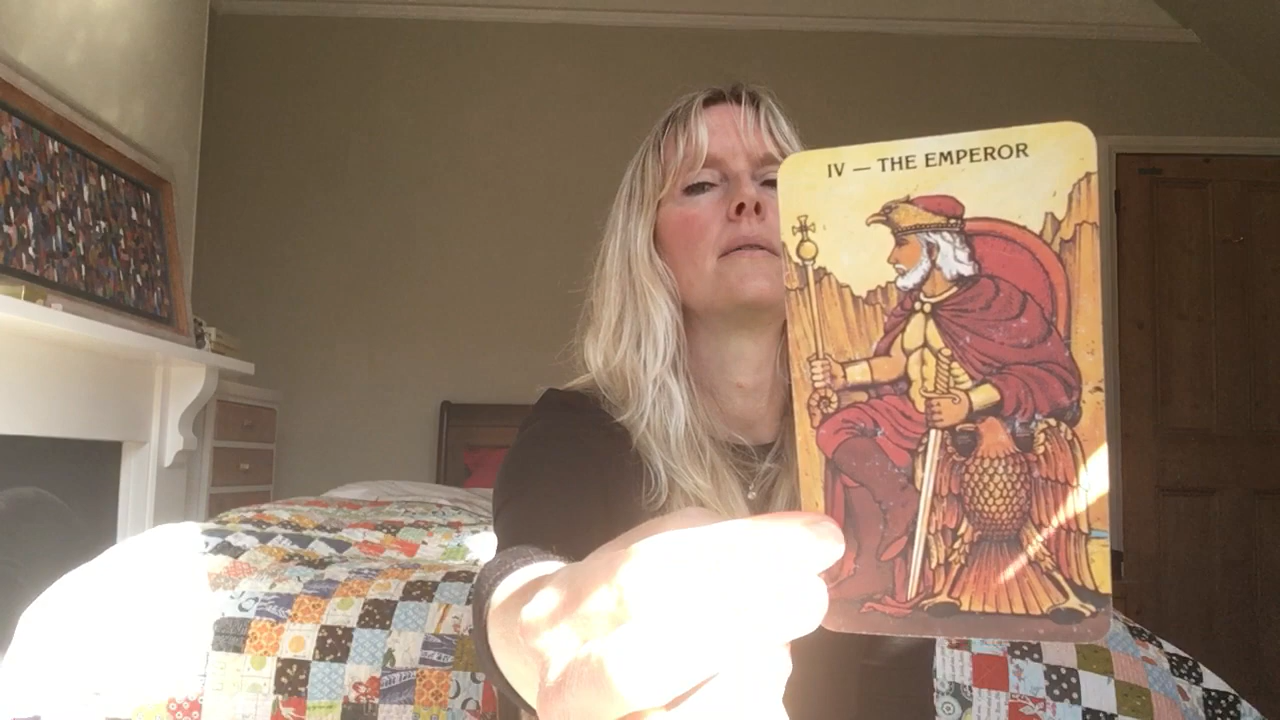 IV — THE EMPEROR